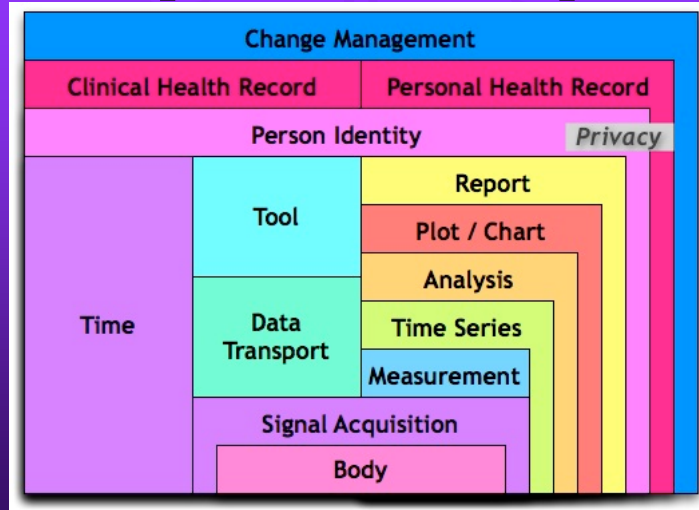 Change Management
Clinical Health Record
Personal Health Record
Person Identity
Privacy
Report
Tool
Plot / Chart
Analysis
Time
Data
Transport
Time Series
Measurement
Signal Acquisition
Body